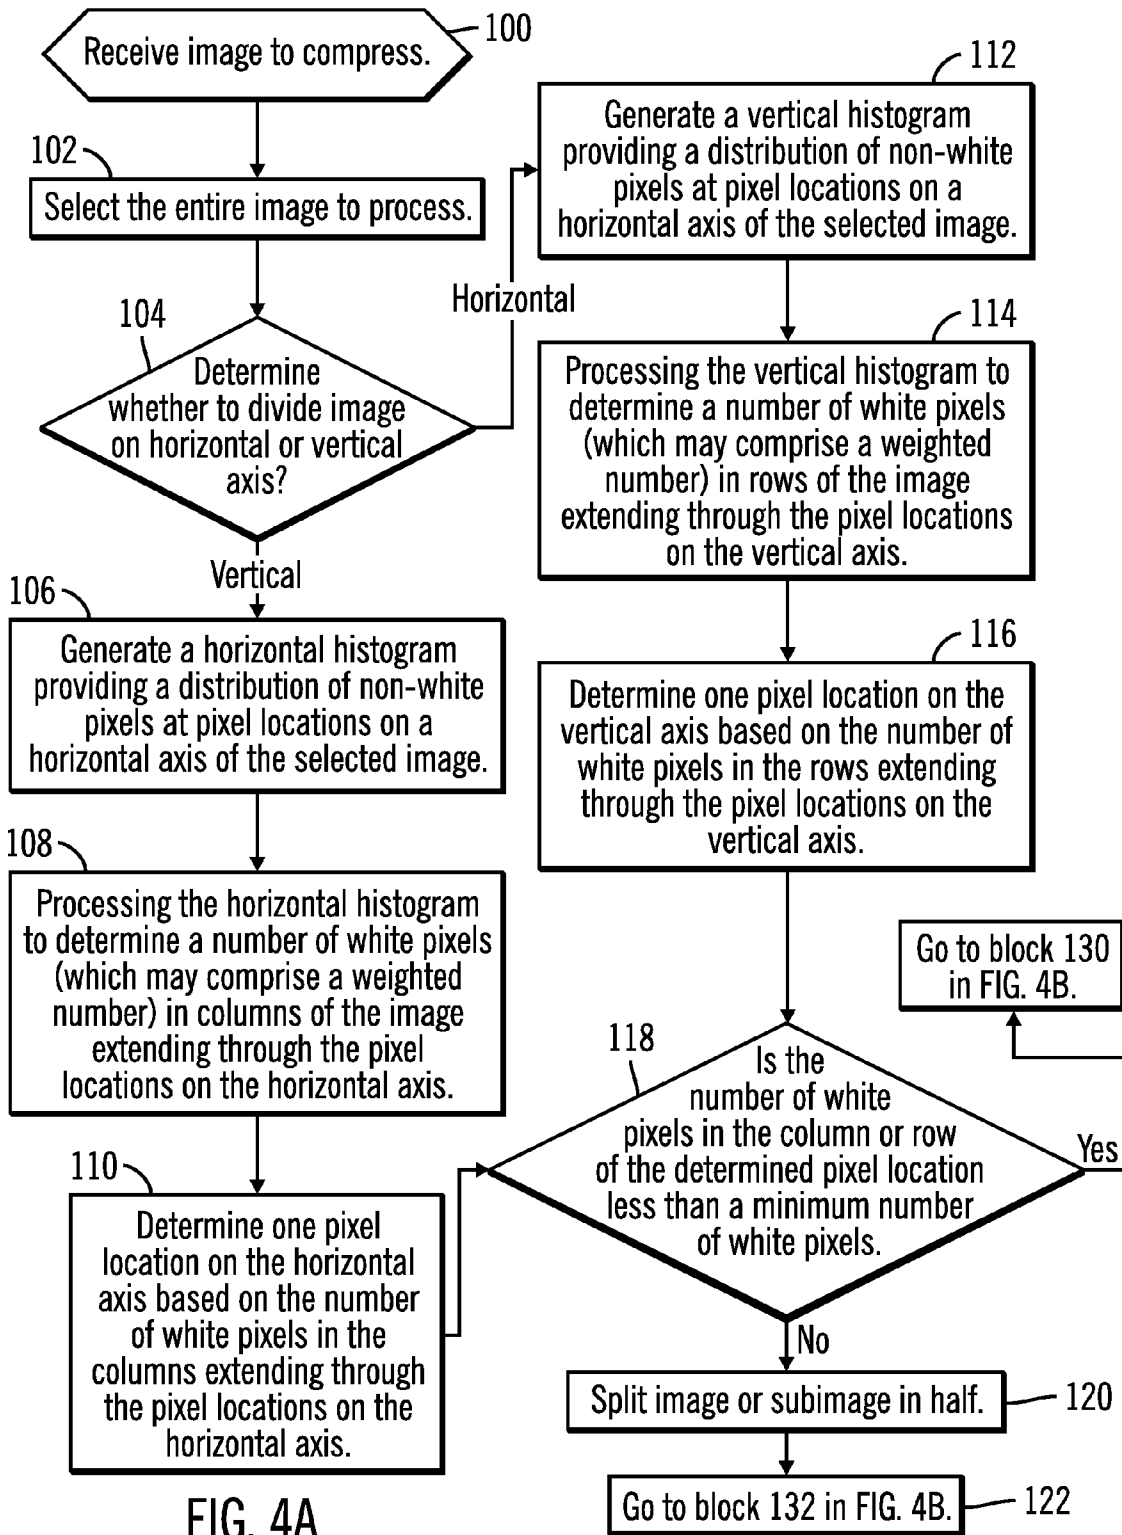 100
Receive image to compress.
102
Select the entire image to process.
104
Determine
whether to divide image
on horizontal or vertical
axis?
Horizontal
Vertical
106
Generate a horizontal histogram
providing a distribution of non-white
pixels at pixel locations on a
horizontal axis of the selected image.
108
Processing the horizontal histogram
to determine a number of white pixels
(which may comprise a weighted
number) in columns of the image
extending through the pixel
locations on the horizontal axis.
110
Determine one pixel
location on the horizontal
axis based on the number
of white pixels in the
columns extending through
the pixel locations on the
horizontal axis.
112
Generate a vertical histogram
providing a distribution of non-white
pixels at pixel locations on a
horizontal axis of the selected image.
114
Processing the vertical histogram to
determine a number of white pixels
(which may comprise a weighted
number) in rows of the image
extending through the pixel locations
on the vertical axis.
116
Determine one pixel location on the
vertical axis based on the number of
white pixels in the rows extending
through the pixel locations on the
vertical axis.
118
Is the
number of white
pixels in the column or row
of the determined pixel location
less than a minimum number
of white pixels.
Yes
Go to block 130
in FIG. 4B.
No
Split image or subimage in half.
120
Go to block 132 in FIG. 4B.
122
FIG. 4A